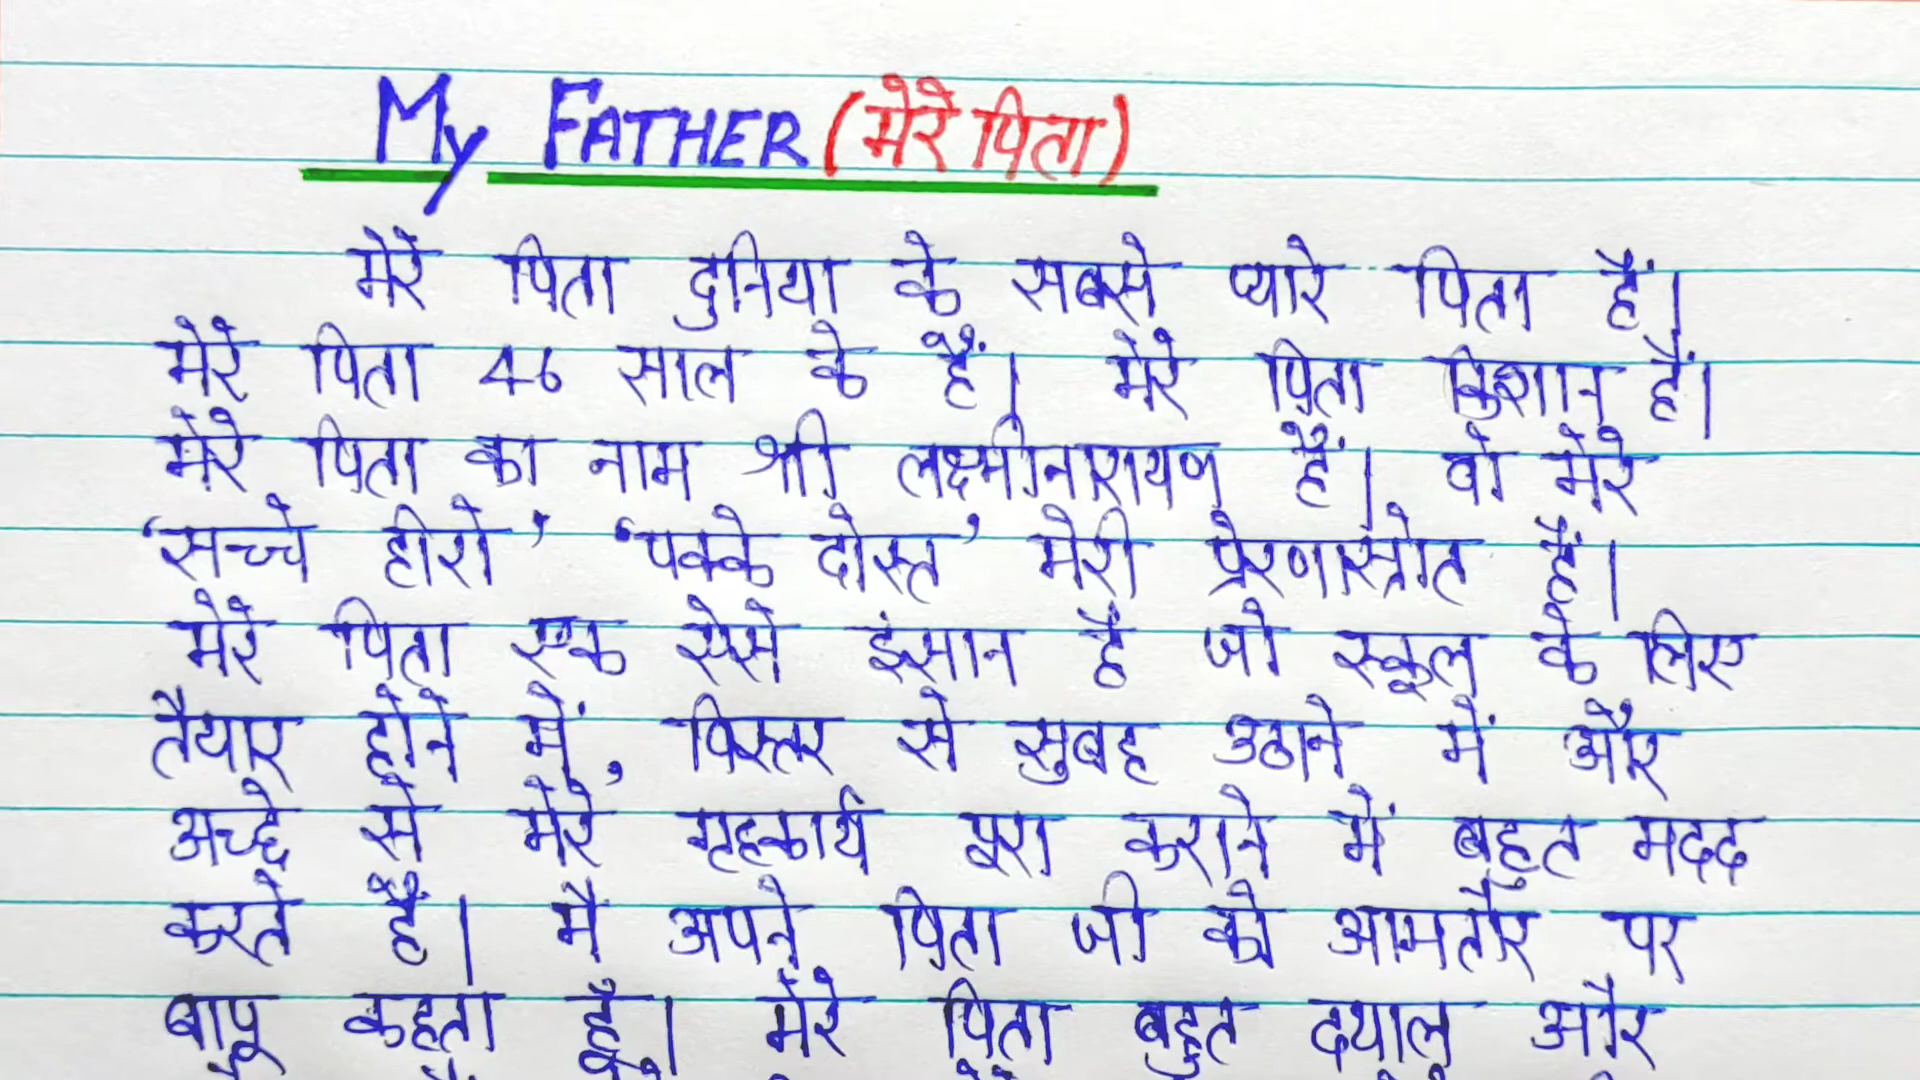 My FATHER (मेरे पिता)
मेरे पिता दुनिया के सबसे प्यारे पिता हैं।
मेरे पिता 46 साल के हैं। मेरे पिता किशान हैं।
मेरे पिता का नाम श्री लक्ष्मीनारायण हैं। वो मेरे
'सच्चे हीरो' 'पक्के दोस्त' मेरी प्रेरणास्त्रोत हैं।
मेरे पिता एक ऐसे इंसान है जो स्कूल के लिए
तैयार होने में, विस्तर से सुबह उठाने में और
अच्छे से मेरे गृहकार्य पूरा कराने में बहुत मदद
करते हैं। मै अपने पिता जी को आमतौर पर
बापू कहता हूँ। मेरे पिता बहुत दयालु और